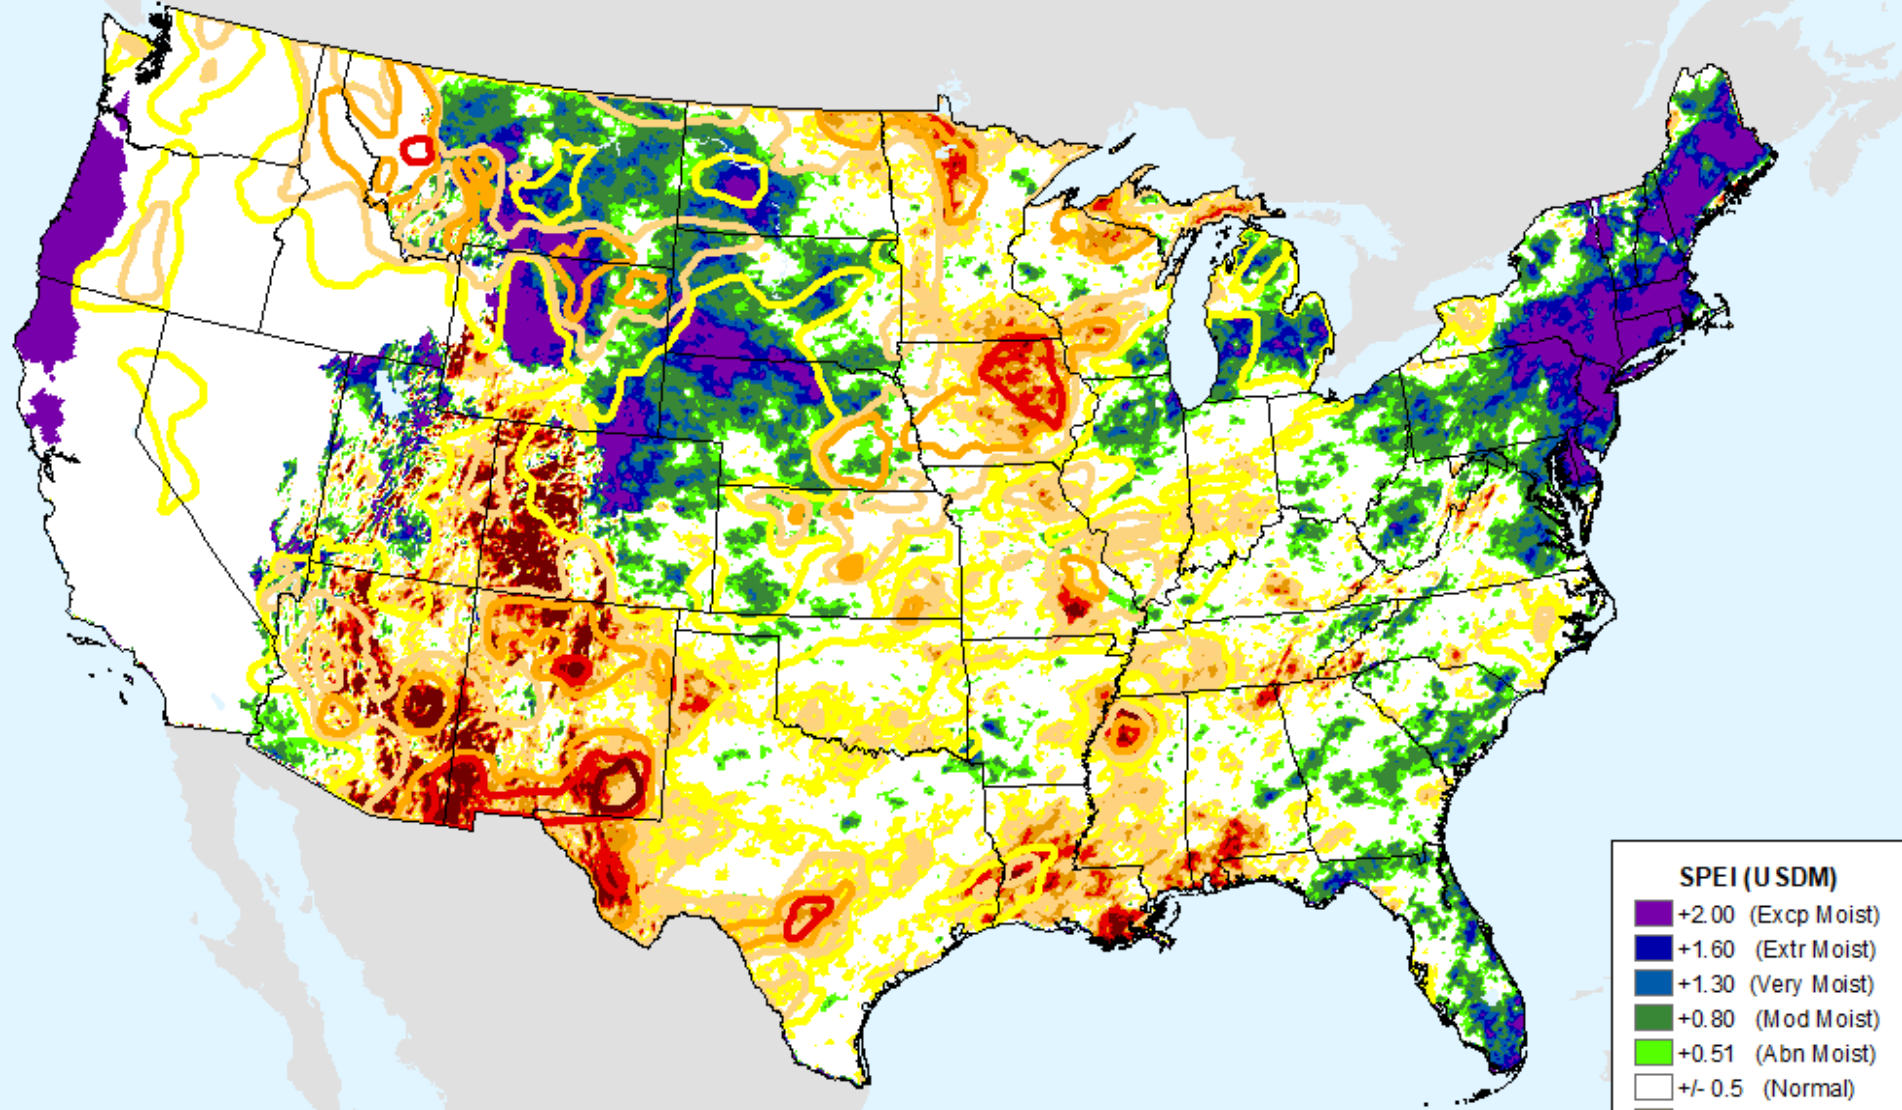 SPEI (USDM)
+2.00 (Excp Moist)
+1.60 (Extr Moist)
+1.30 (Very Moist)
+0.80 (Mod Moist)
+0.51 (Abn Moist)
+/- 0.5 (Normal)